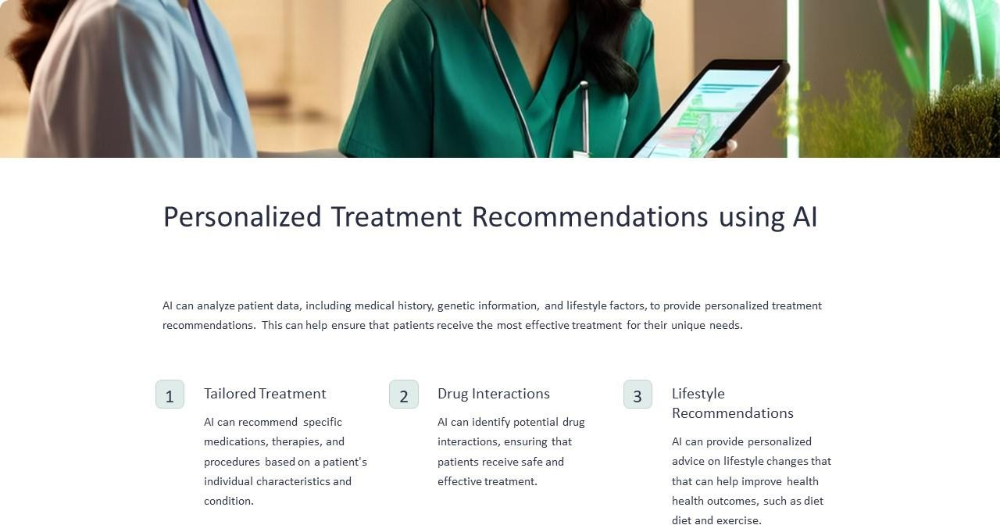 Personalized Treatment Recommendations using AI
AI can analyze patient data, including medical history, genetic information, and lifestyle factors, to provide personalized treatment
recommendations. This can help ensure that patients receive the most effective treatment for their unique needs.
1
Tailored Treatment
AI can recommend specific
medications, therapies, and
procedures based on a patient's
individual characteristics and
condition.
2
Drug Interactions
AI can identify potential drug
interactions, ensuring that
patients receive safe and
effective treatment.
3
Lifestyle
Recommendations
AI can provide personalized
advice on lifestyle changes that
that can help improve health
health outcomes, such as diet
diet and exercise.